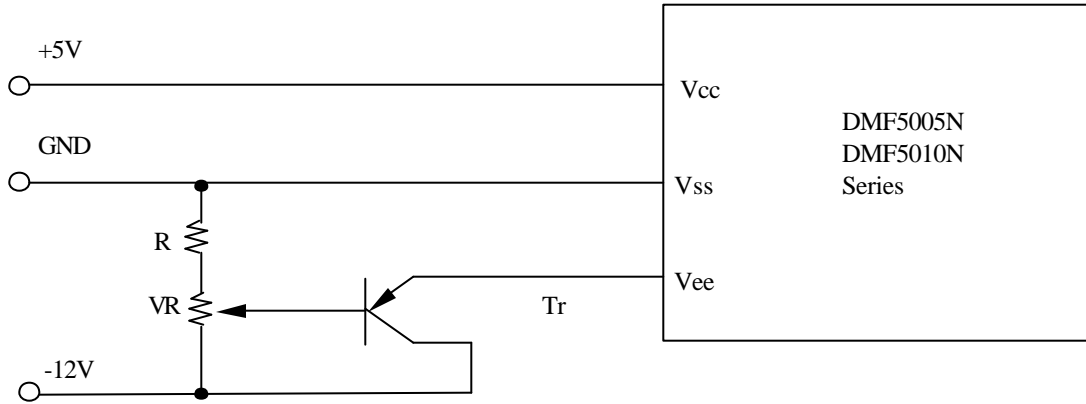 +5V
Vcc
DMF5005N
DMF5010N
Series
GND
Vss
R
VR
Tr
Vee
-12V